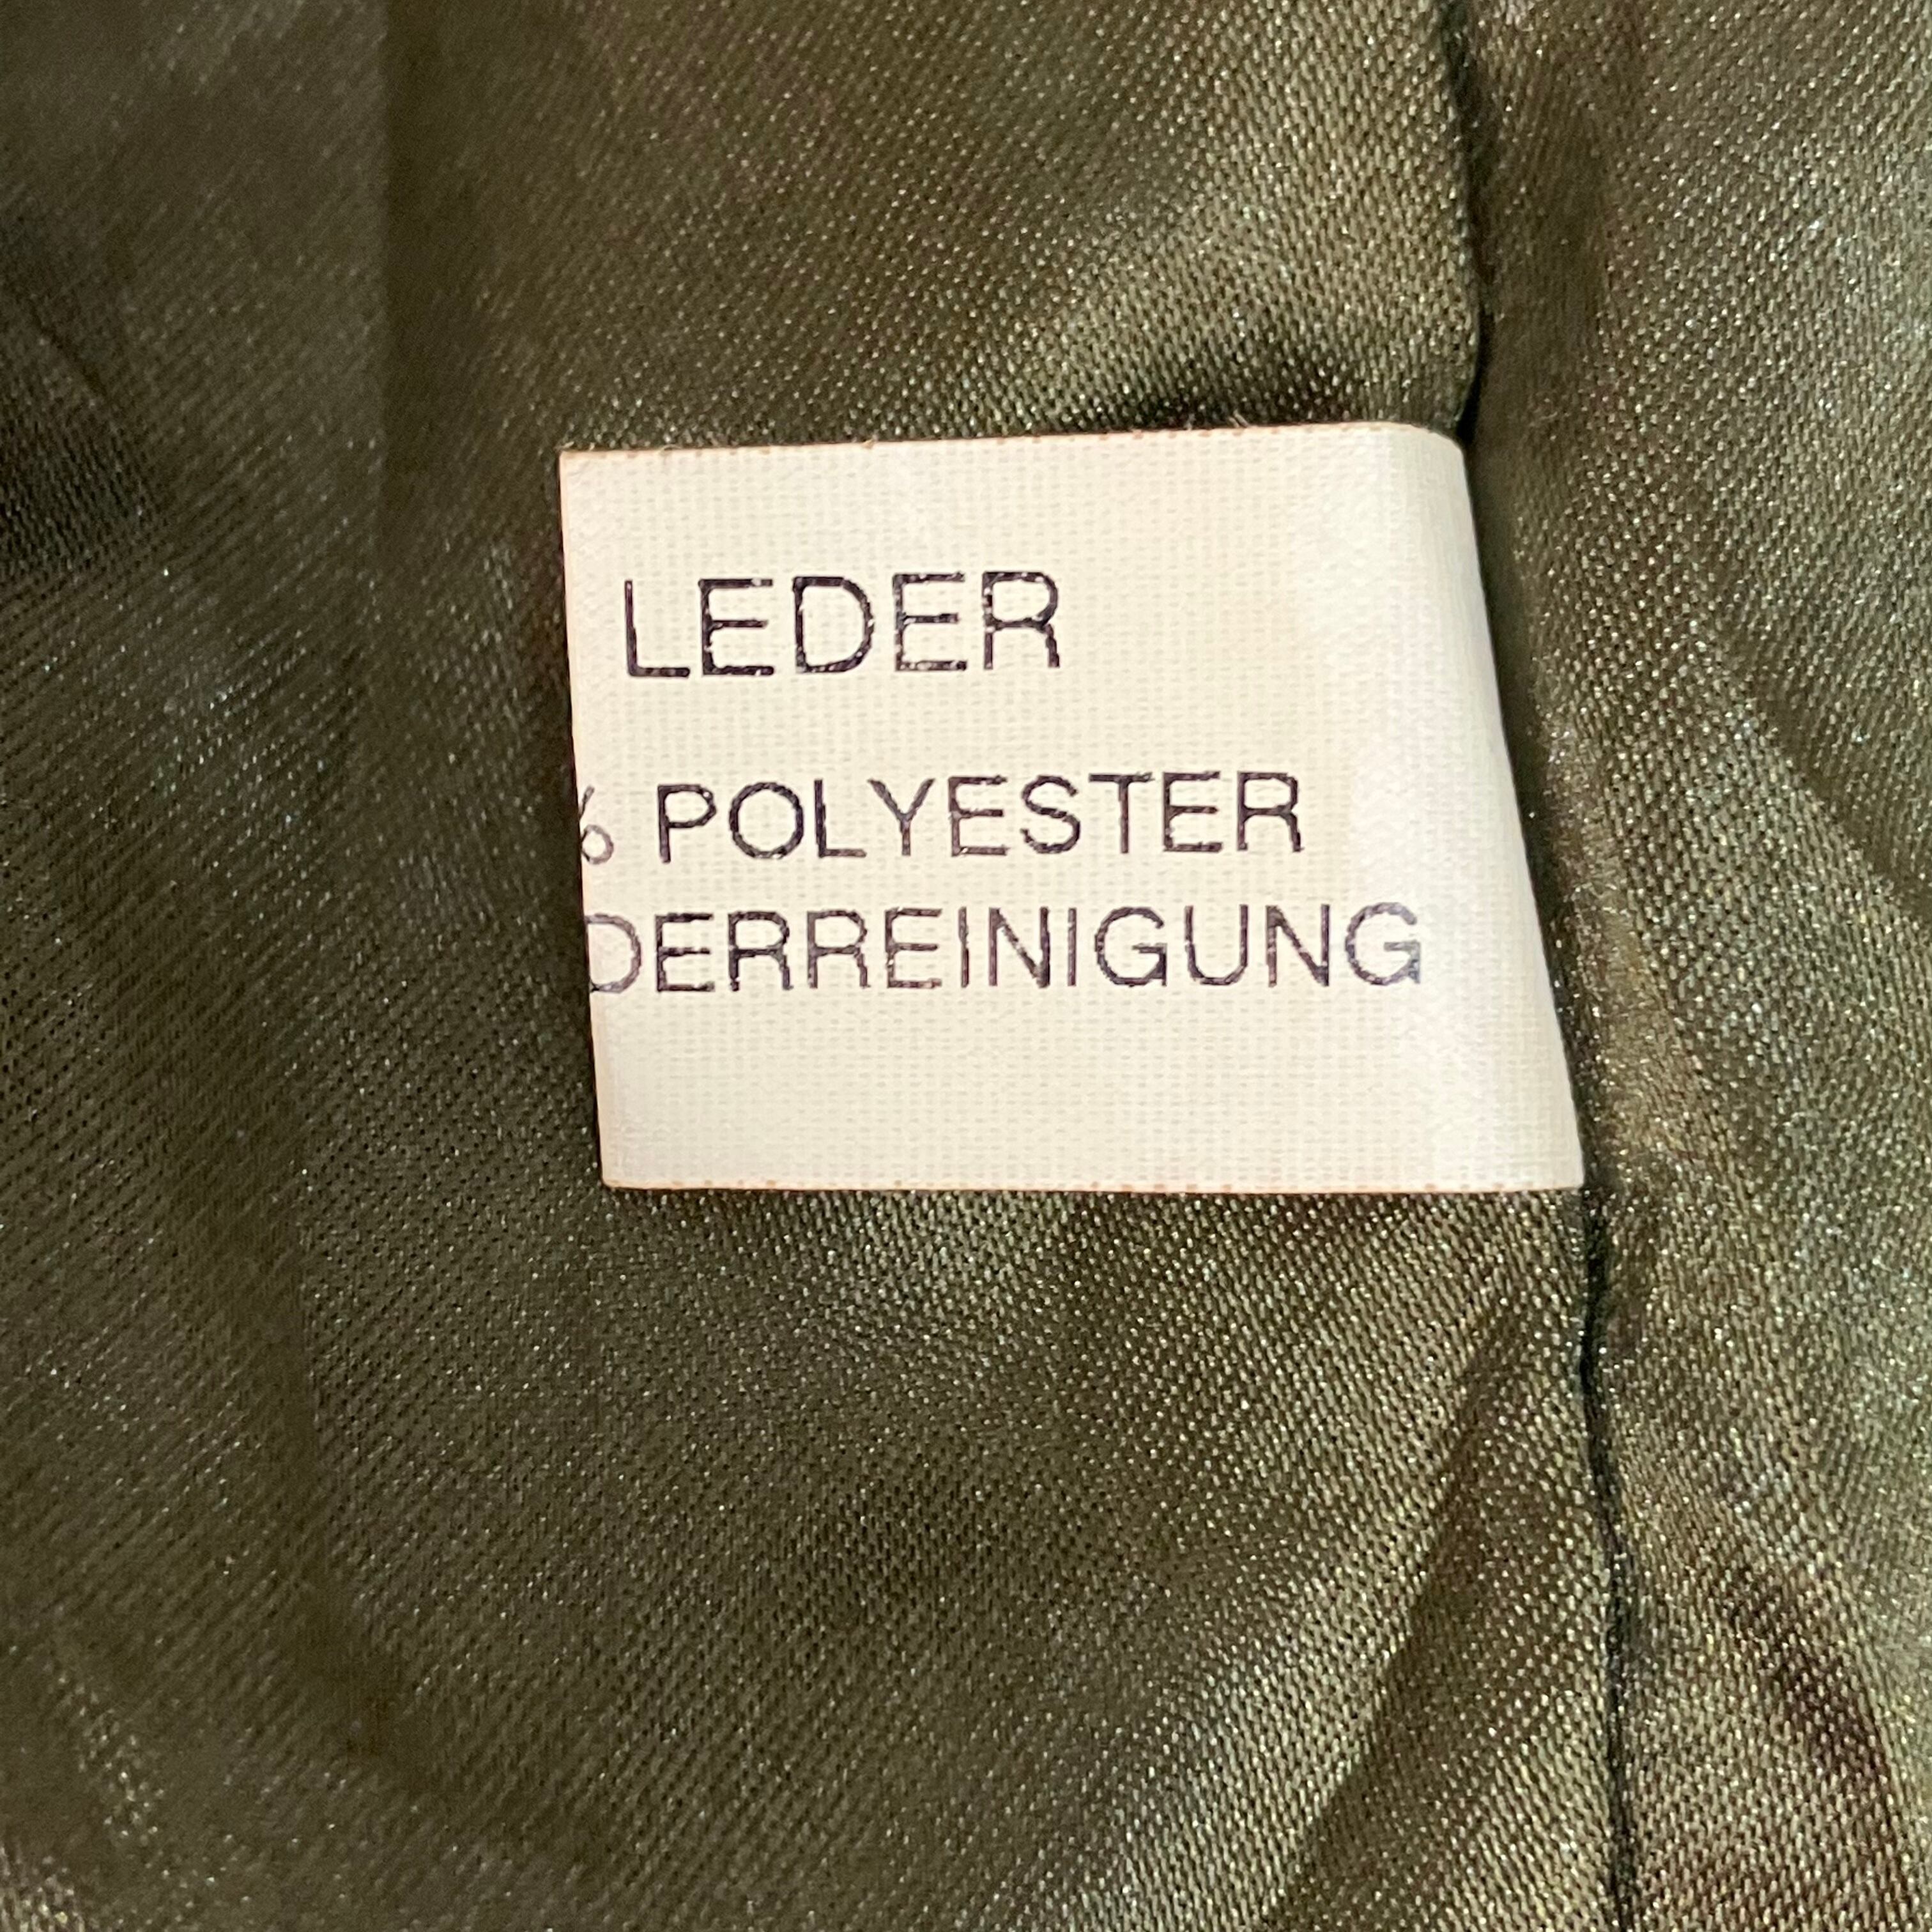 LEDER
% POLYESTER
DERREINIGUNG